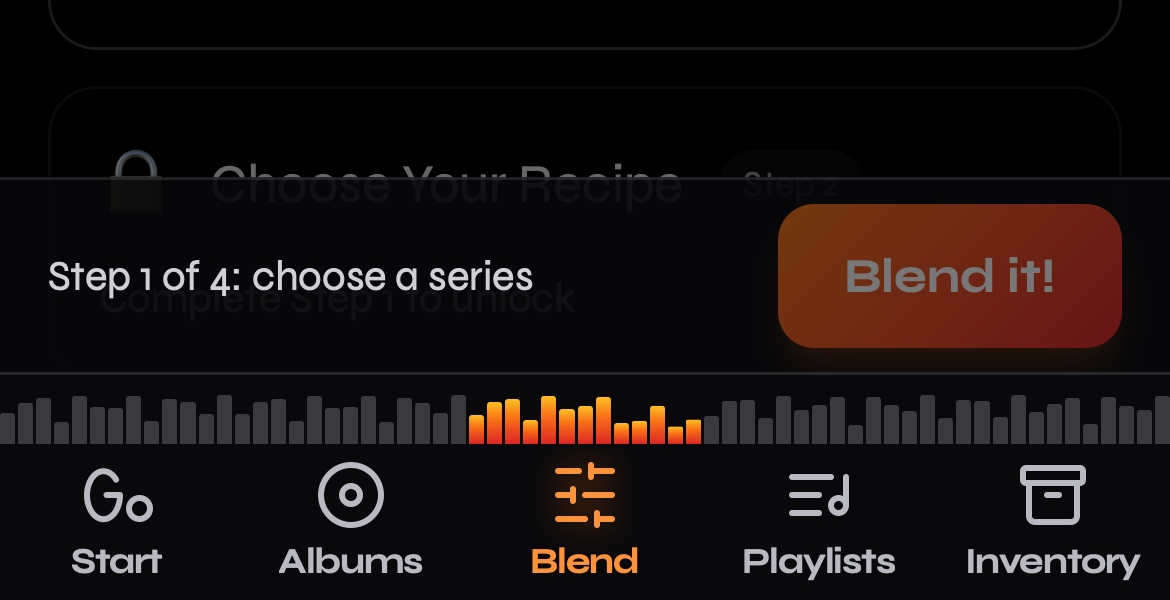 Choose Your Recipe
Step 2
Step 1 of 4: choose a series
Complete Step 1 to unlock
Blend it!
Go
Start
Albums
Blend
Playlists
Inventory